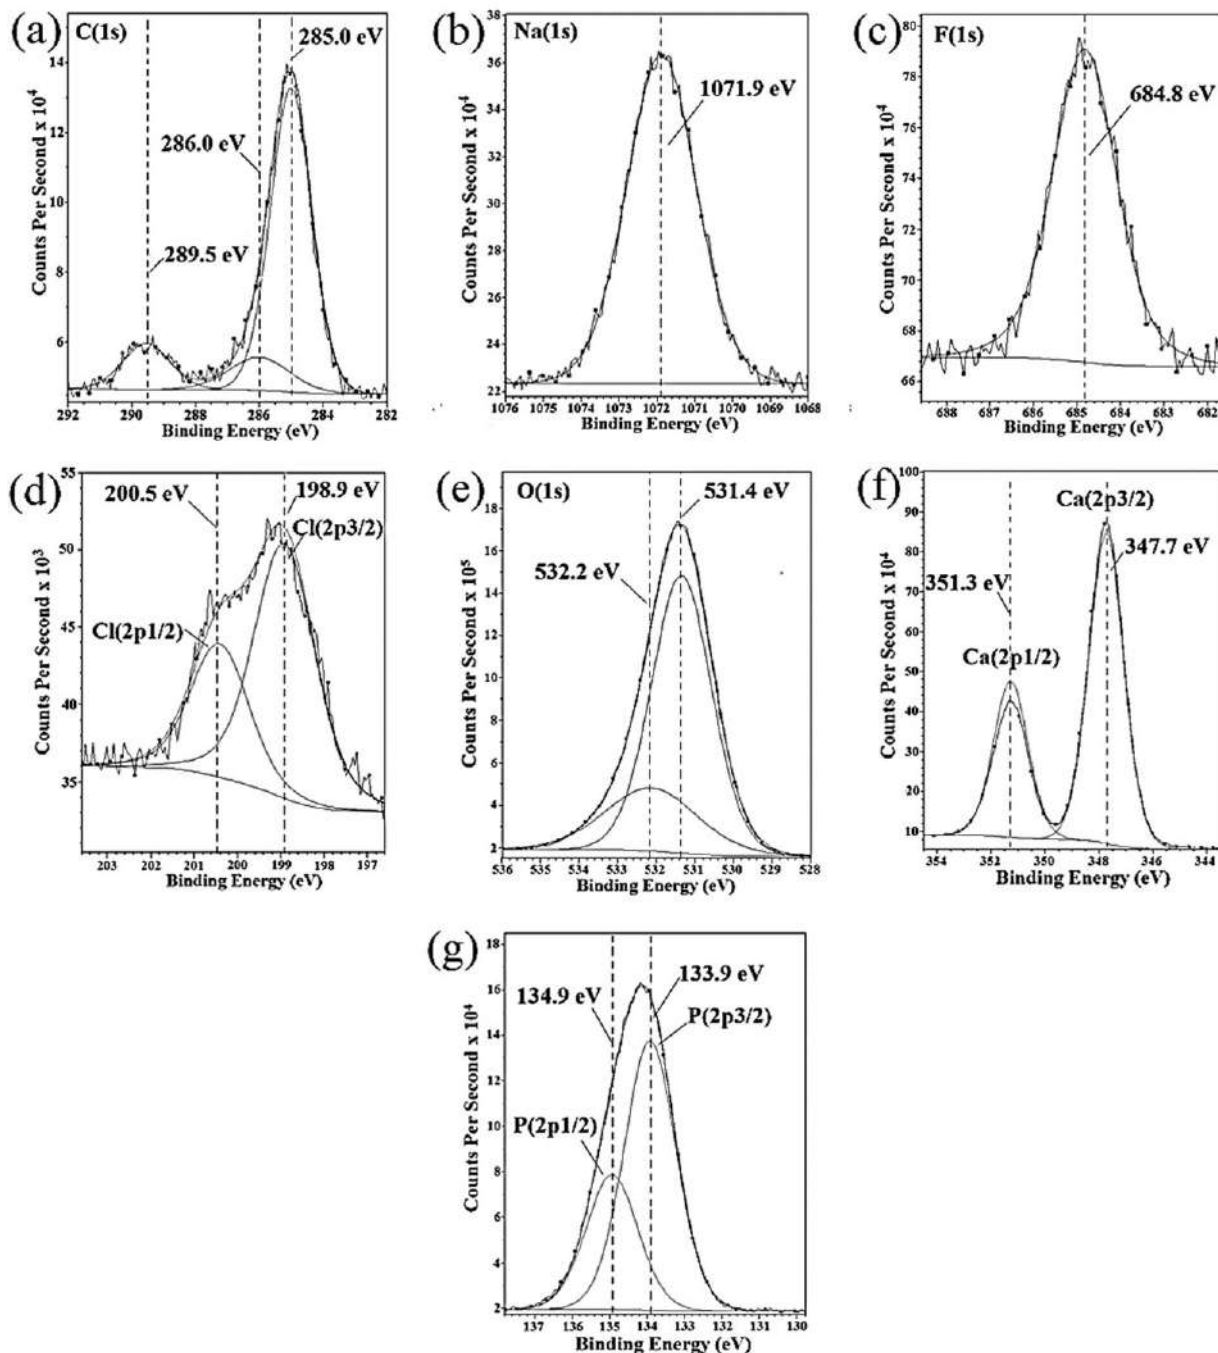 (a)
C(1s)
285.0 eV
286.0 eV
289.5 eV
Counts Per Second x 10⁴
14
12
10
8
6
292 290 288 286 284 282
Binding Energy (eV)
(b)
Na(1s)
1071.9 eV
Counts Per Second x 10⁴
38
36
34
32
30
28
26
24
22
1076 1075 1074 1073 1072 1071 1070 1069 1068
Binding Energy (eV)
(c)
F(1s)
684.8 eV
Counts Per Second x 10⁴
80
79
76
74
72
70
68
66
688 687 686 685 684 683 682
Binding Energy (eV)
(d)
200.5 eV
198.9 eV
Cl(2p3/2)
Cl(2p1/2)
Counts Per Second x10³
55
50
45
40
35
203 202 201 200 199 198 197
Binding Energy (eV)
(e)
O(1s)
531.4 eV
532.2 eV
Counts Per Second x 10⁵
17
14
12
10
8
6
4
2
536 535 534 533 532 531 530 529 528
Binding Energy (eV)
(f)
Ca(2p3/2)
347.7 eV
351.3 eV
Ca(2p1/2)
Counts Per Second x 10⁴
100
90
80
70
60
50
40
30
20
10
354 352 350 348 346 344
Binding Energy (eV)
(g)
133.9 eV
134.9 eV
P(2p3/2)
P(2p1/2)
Counts Per Second x 10⁴
18
16
14
12
10
8
6
4
2
137 136 135 134 133 132 131 130
Binding Energy (eV)